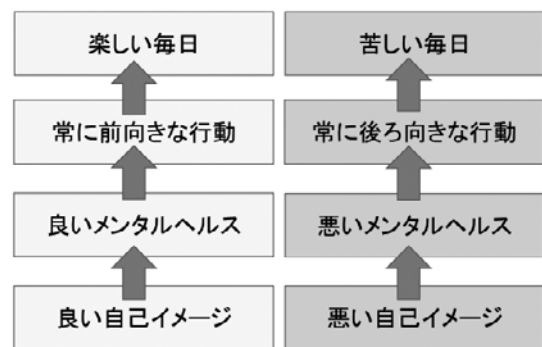 楽しい毎日
苦しい毎日
常に前向きな行動
常に後ろ向きな行動
良いメンタルヘルス
悪いメンタルヘルス
良い自己イメージ
悪い自己イメージ